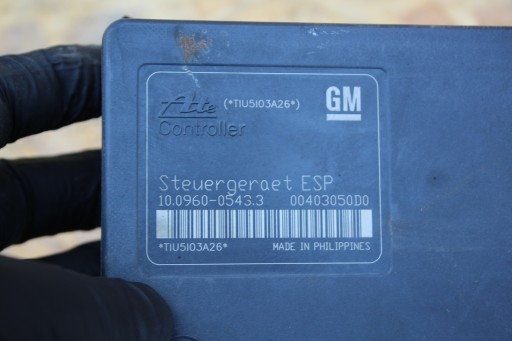 Ate (*TIU5I03A26*) GM
Controller
Steuergeraet ESP
10.0960-0543.3 00403050D0
*TIU5I03A26* MADE IN PHILIPPINES